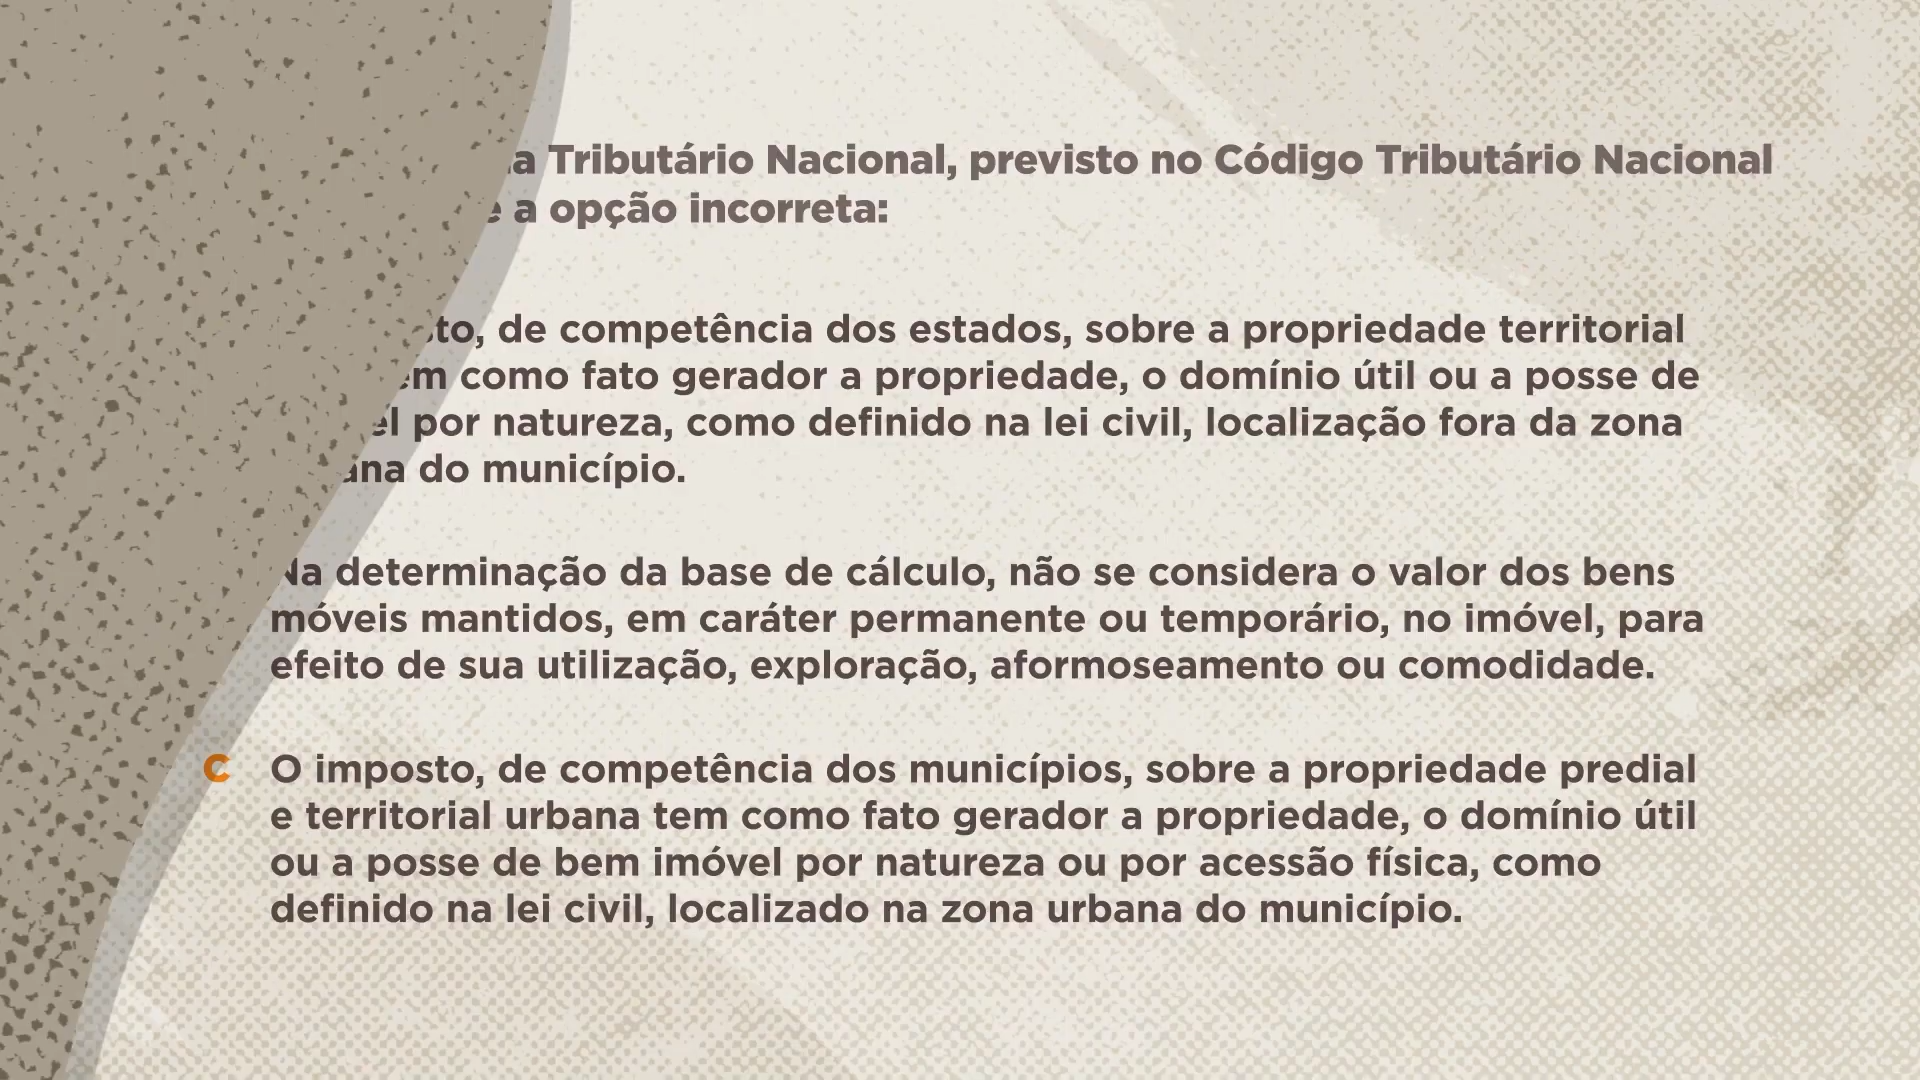 a Tributário Nacional, previsto no Código Tributário Nacional
a opção incorreta:
to, de competência dos estados, sobre a propriedade territorial
em como fato gerador a propriedade, o domínio útil ou a posse de
el por natureza, como definido na lei civil, localização fora da zona
ana do município.
Na determinação da base de cálculo, não se considera o valor dos bens
móveis mantidos, em caráter permanente ou temporário, no imóvel, para
efeito de sua utilização, exploração, aformoseamento ou comodidade.
C O imposto, de competência dos municípios, sobre a propriedade predial
e territorial urbana tem como fato gerador a propriedade, o domínio útil
ou a posse de bem imóvel por natureza ou por acessão física, como
definido na lei civil, localizado na zona urbana do município.